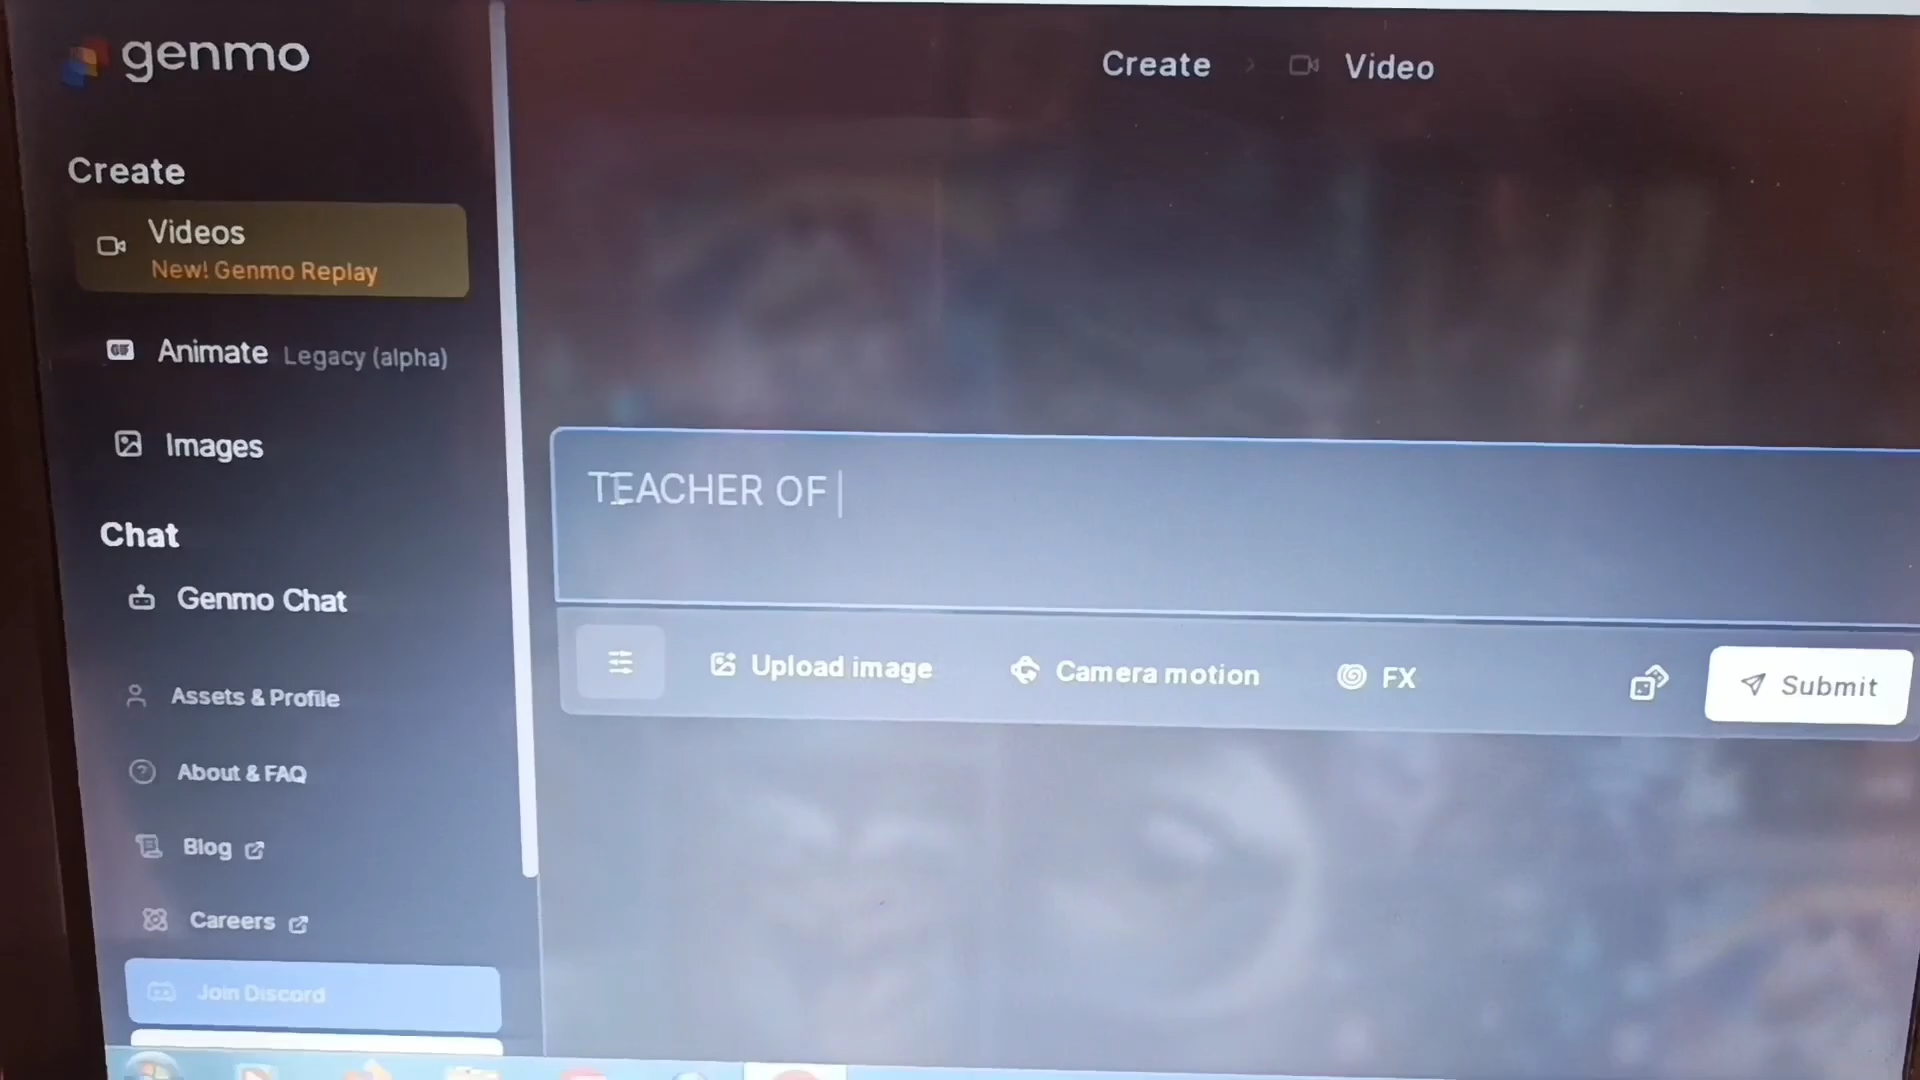 genmo
Create
Videos
New! Genmo Replay
GIF
Animate Legacy (alpha)
Images
Chat
Genmo Chat
Assets & Profile
About & FAQ
Blog
Careers
Join Discord
Create > Video
TEACHER OF
Upload image
Camera motion
FX
Submit